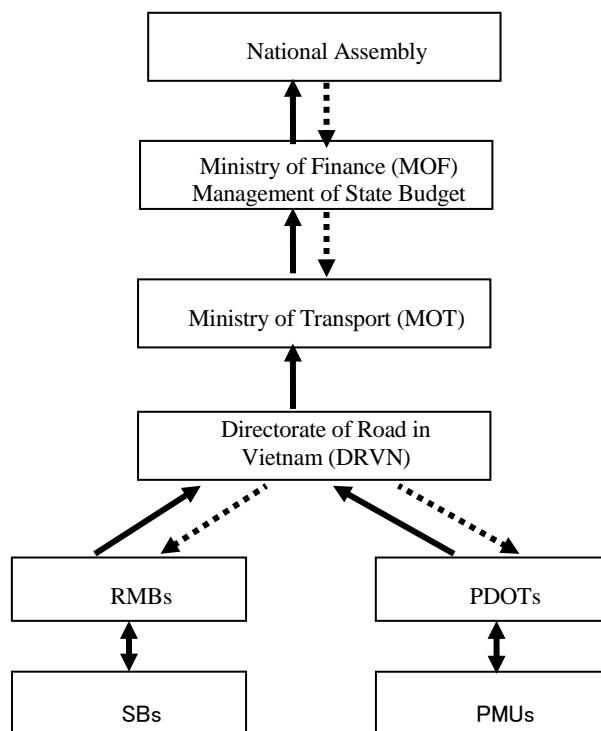 National Assembly
Ministry of Finance (MOF)
Management of State Budget
Ministry of Transport (MOT)
Directorate of Road in
Vietnam (DRVN)
RMBs
PDOTs
SBs
PMUs